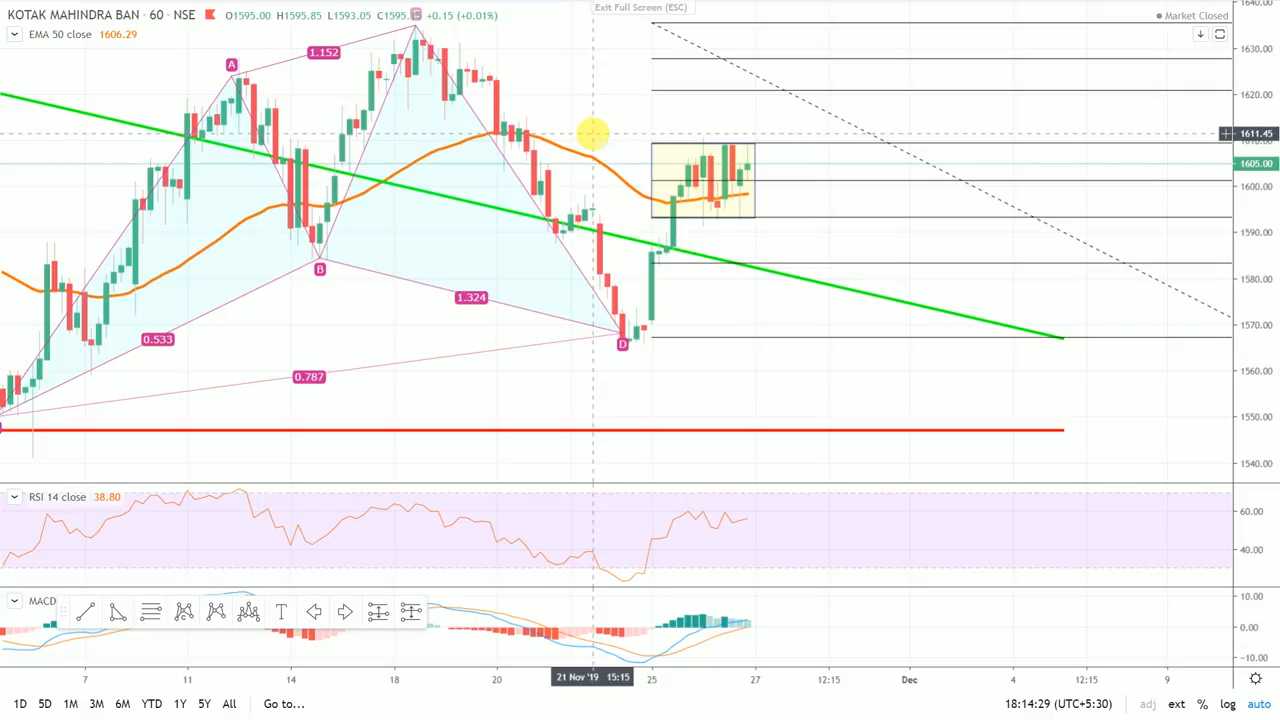 KOTAK MAHINDRA BAN · 60 · NSE O1595.00 H1595.85 L1593.05 C1595. +0.15 (+0.01%)
Exit Full Screen (ESC)
Market Closed
EMA 50 close 1606.29
A
1.152
B
0.533
1.324
0.787
D
1640.00
1630.00
1620.00
1611.45
1605.00
1600.00
1590.00
1580.00
1570.00
1560.00
1550.00
1540.00
RSI 14 close 38.80
60.00
40.00
MACD
T
10.00
0.00
-10.00
7
11
14
18
20
21 Nov '19 15:15
25
27
12:15
Dec
4
12:15
9
1D 5D 1M 3M 6M YTD 1Y 5Y All Go to...
18:14:29 (UTC+5:30) adj ext % log auto